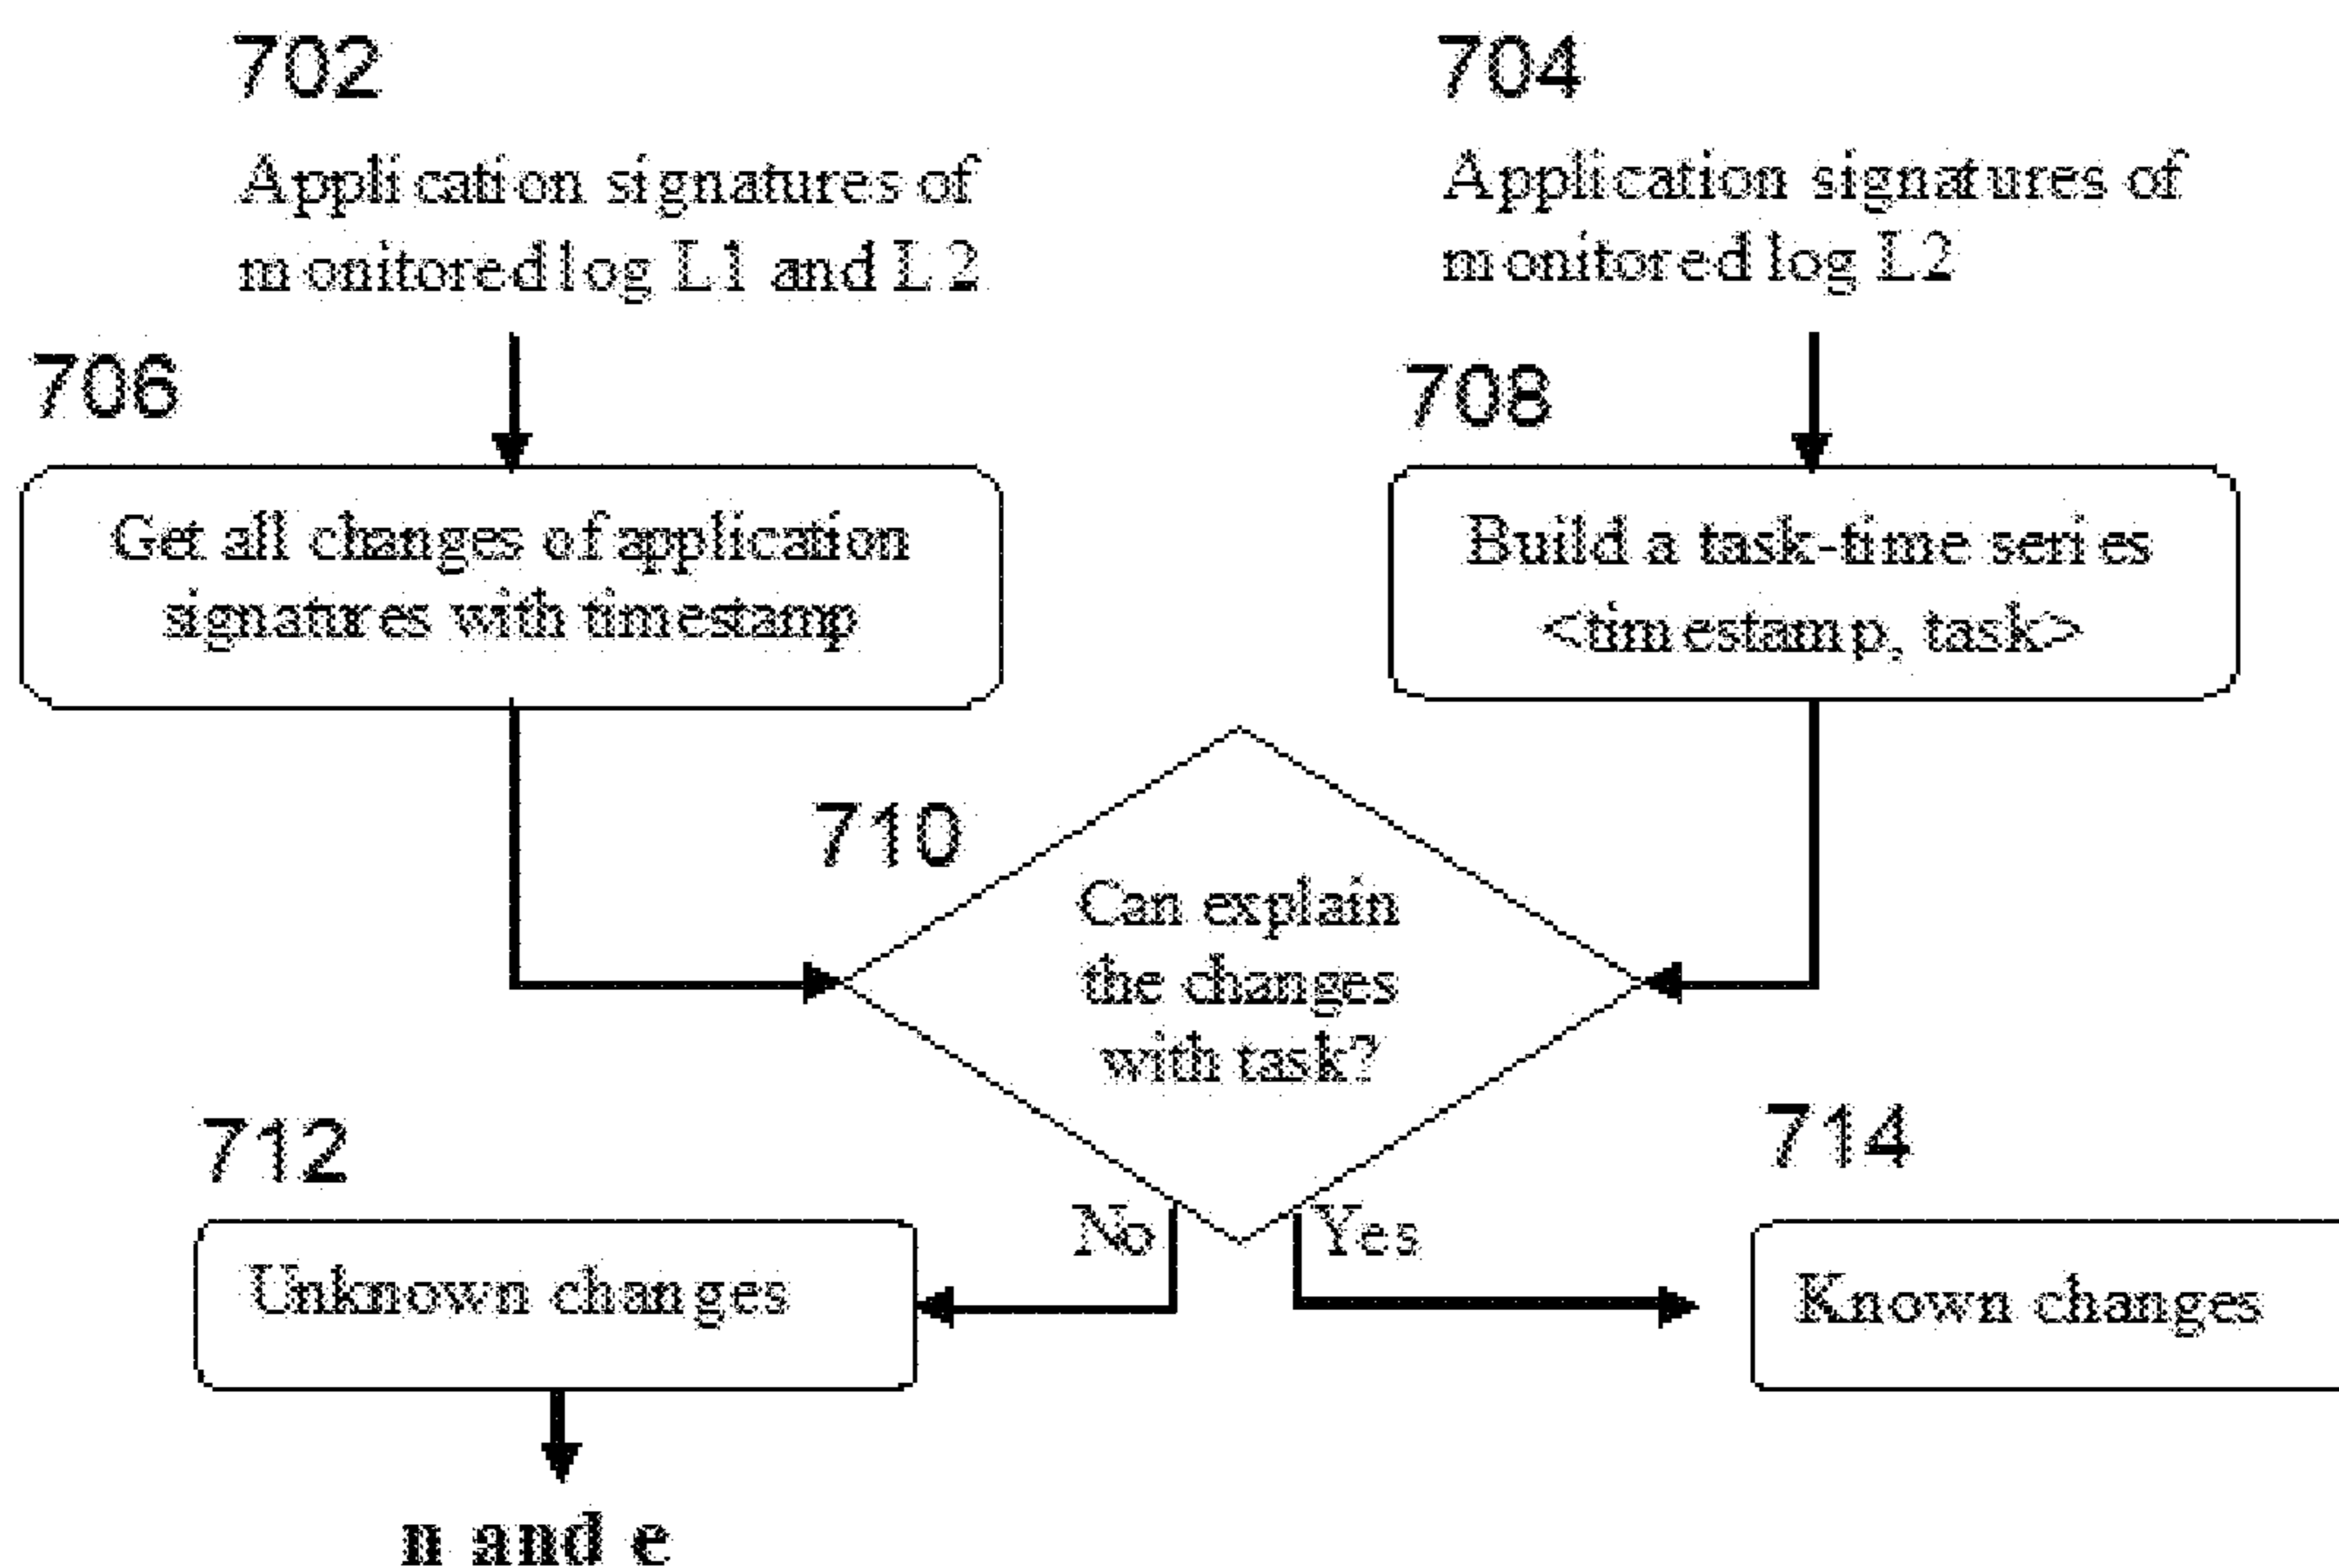 702
Application signatures of
monitored log L1 and L2
704
Application signatures of
monitored log L2
706
Get all changes of application
signatures with timestamp
708
Build a task-time series
<timestamp, task>
710
Can explain
the changes
with task?
No
Yes
712
Unknown changes
714
Known changes
n and e